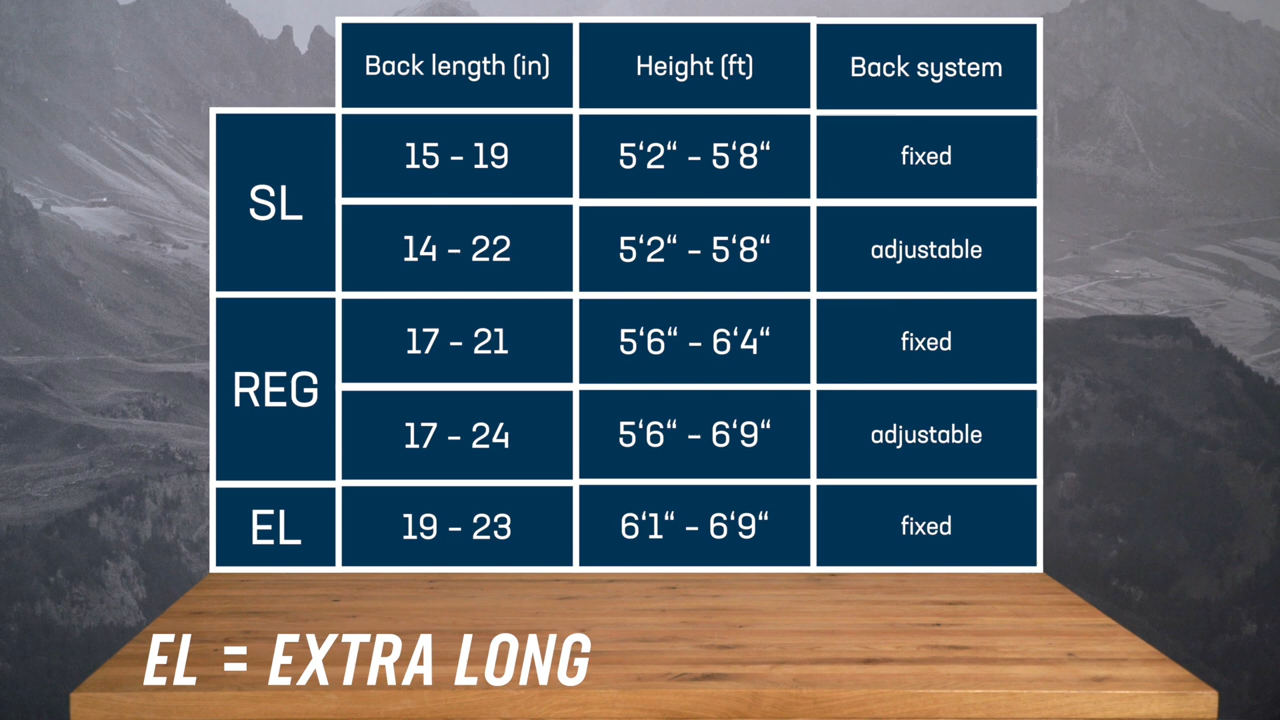 Back length (in) Height (ft) Back system
SL
15 - 19 5‘2“ - 5‘8“ fixed
14 - 22 5‘2“ - 5‘8“ adjustable
REG
17 - 21 5‘6“ - 6‘4“ fixed
17 - 24 5‘6“ - 6‘9“ adjustable
EL 19 - 23 6‘1“ - 6‘9“ fixed
EL = EXTRA LONG